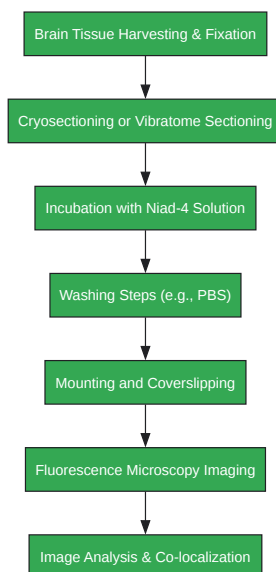 Brain Tissue Harvesting & Fixation
Cryosectioning or Vibratome Sectioning
Incubation with Niad-4 Solution
Washing Steps (e.g., PBS)
Mounting and Coverslipping
Fluorescence Microscopy Imaging
Image Analysis & Co-localization